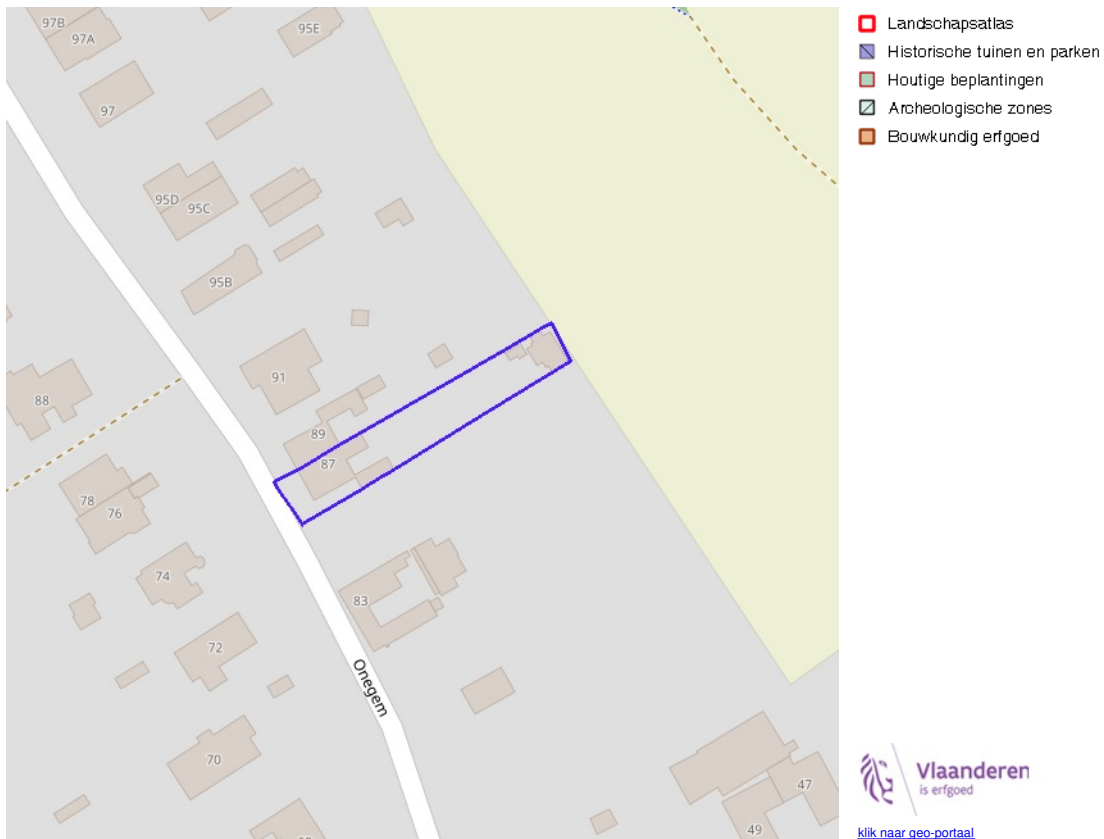 97B
97A
95E
97
95D
95C
95B
91
88
89
87
78
76
74
83
72
Onegem
70
47
49
Landschapsatlas
Historische tuinen en parken
Houtige beplantingen
Archeologische zones
Bouwkundig erfgoed
Vlaanderen
is erfgoed
klik naar geo-portaal